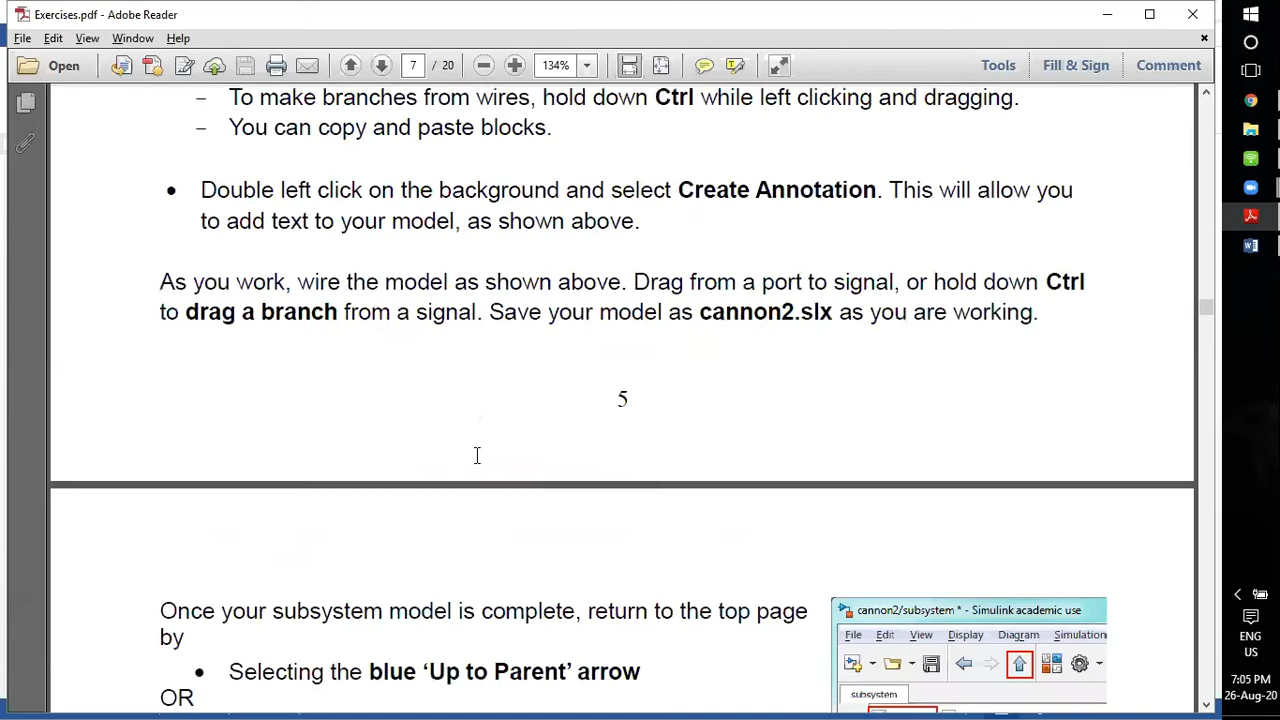 Exercises.pdf - Adobe Reader
File Edit View Window Help
Open 7 / 20 134% Tools Fill & Sign Comment
– To make branches from wires, hold down Ctrl while left clicking and dragging.
– You can copy and paste blocks.
• Double left click on the background and select Create Annotation. This will allow you
to add text to your model, as shown above.
As you work, wire the model as shown above. Drag from a port to signal, or hold down Ctrl
to drag a branch from a signal. Save your model as cannon2.slx as you are working.
5
Once your subsystem model is complete, return to the top page
by
• Selecting the blue ‘Up to Parent’ arrow
OR
cannon2/subsystem * - Simulink academic use
File Edit View Display Diagram Simulation
subsystem
ENG
US
7:05 PM
26-Aug-20